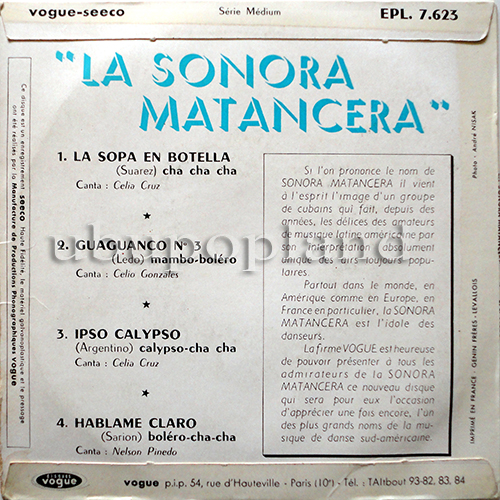 vogue-seeco Série Médium EPL. 7.623
"LA SONORA
MATANCERA"
1. LA SOPA EN BOTELLA
(Suarez) cha cha cha
Canta : Celia Cruz
2. GUAGUANCO N° 3
(Ledo) mambo-boléro
Canta : Celio Gonzales
3. IPSO CALYPSO
(Argentino) calypso-cha cha
Canta : Celia Cruz
4. HABLAME CLARO
(Sarion) boléro-cha-cha
Canta : Nelson Pinedo
Si l'on prononce le nom de
SONORA MATANCERA il vient
à l'esprit l'image d'un groupe
de cubains qui fait, depuis des
années, les délices des amateurs
de musique latine américaine par
son interprétation absolument
unique des airs toujours popu-
laires.
Partout dans le monde, en
Amérique comme en Europe, en
France en particulier, la SONORA
MATANCERA est l'idole des
danseurs.
La firme VOGUE est heureuse
de pouvoir présenter à tous les
admirateurs de la SONORA
MATANCERA ce nouveau disque
qui sera pour eux l'occasion
d'apprécier une fois encore, l'un
des plus grands noms de la mu-
sique de danse sud-américaine.
Ce disque est un enregistrement seeco Haute Fidélité, le matériel galvanoplastique et le pressage
ont été réalisés par la Manufacture de Productions Phonographiques vogue
Photo - André NISAK
IMPRIMÉ EN FRANCE - GENIN FRÈRES - LEVALLOIS
ubupopland
vogue
vogue p.i.p. 54, rue d'Hauteville - Paris (10e) - Tél. : TAItbout 93-82, 83, 84